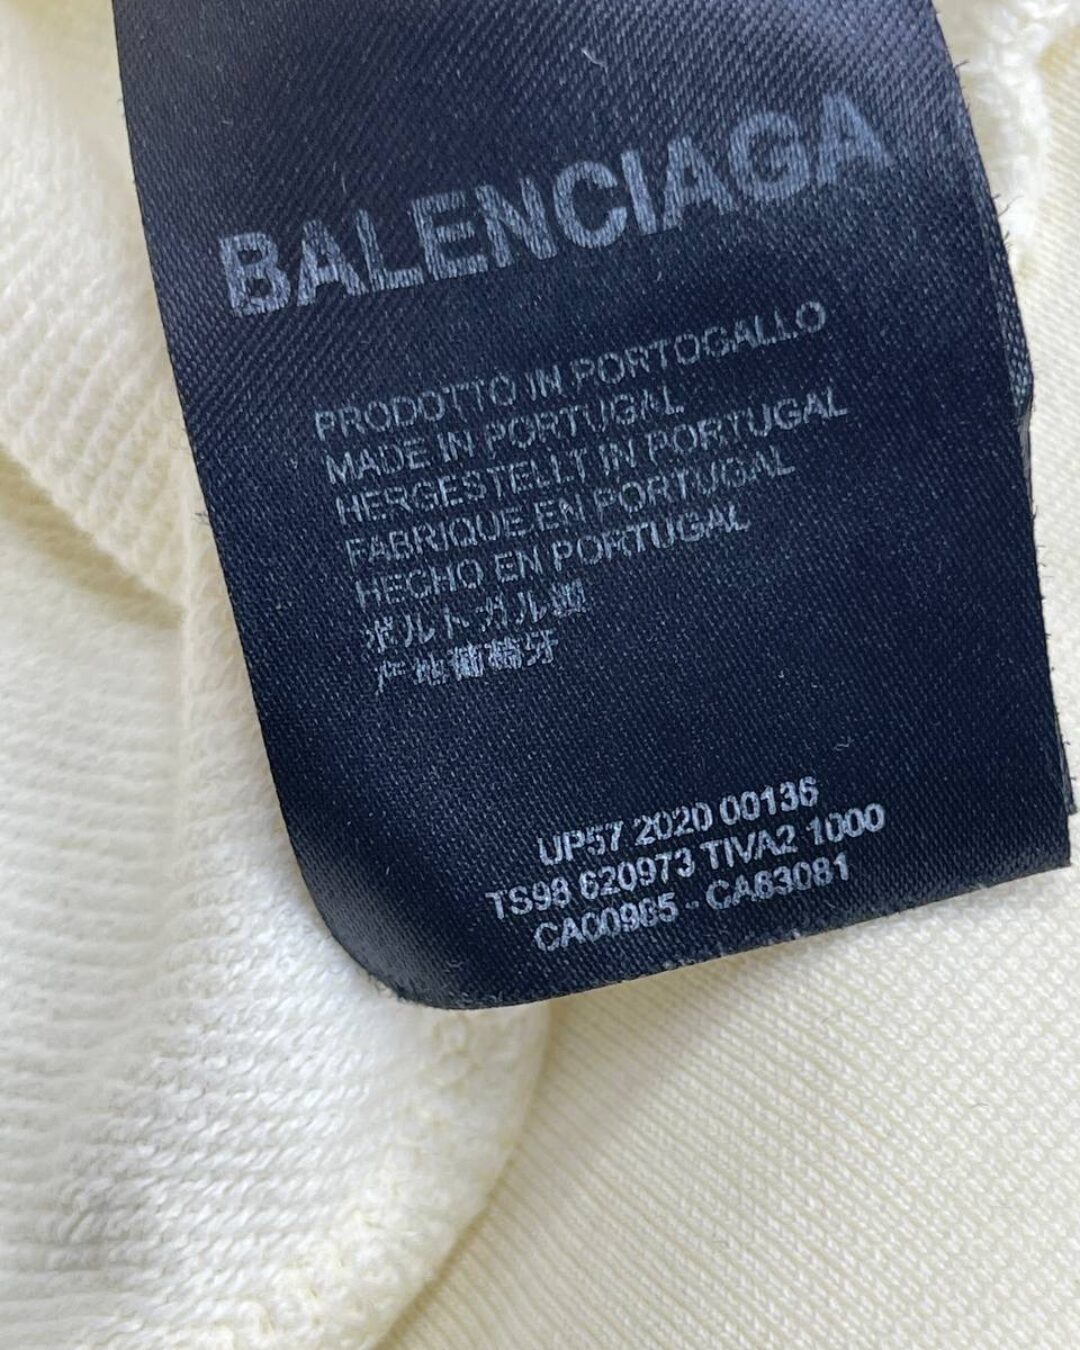 BALENCIAGA
PRODOTTO IN PORTOGALLO
MADE IN PORTUGAL
HERGESTELLT IN PORTUGAL
FABRIQUE EN PORTUGAL
HECHO EN PORTUGAL
ポルトガル製
产地葡萄牙
UP57 2020 00136
TS98 620973 TIVA2 1000
CA00965 - CA63081